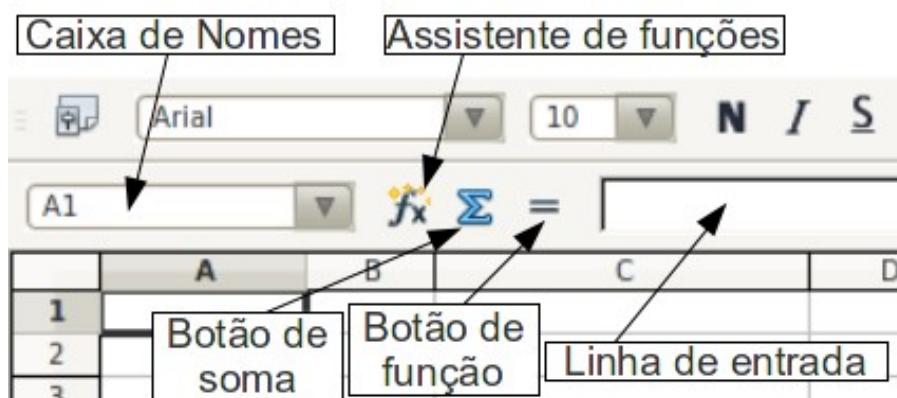 Caixa de Nomes
Assistente de funções
Arial
10
N I S
A1
fx Σ =
A B C D
1
2
3
Botão de
soma
Botão de
função
Linha de entrada